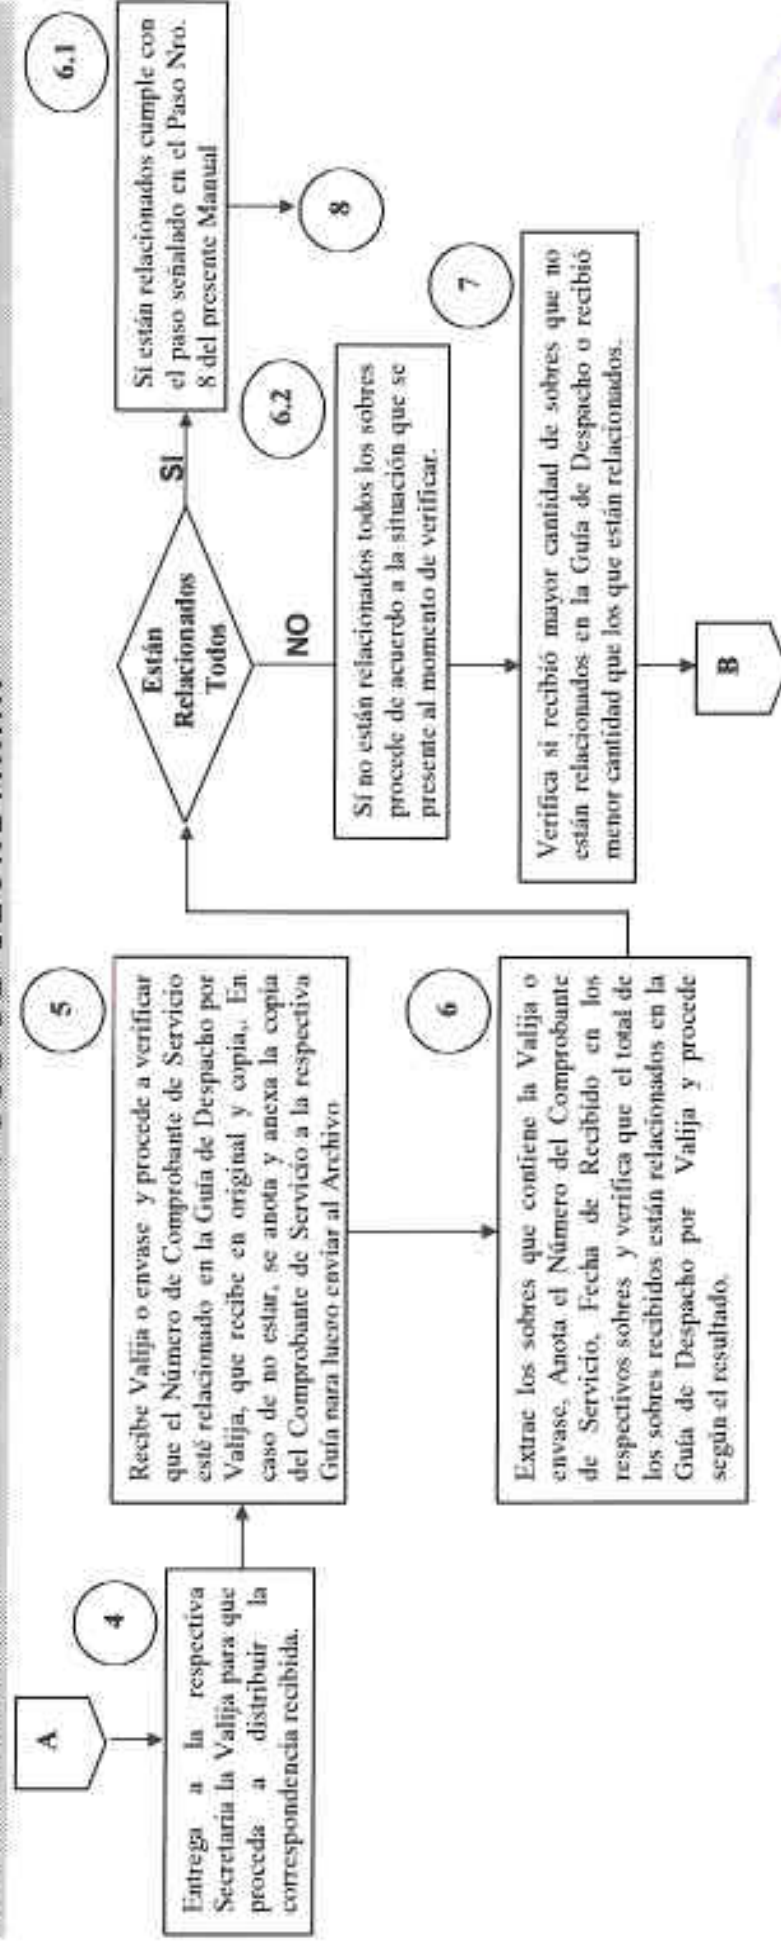 A
4
Entrega a la respectiva
Secretaria la Valija para que
proceda a distribuir la
correspondencia recibida.
5
Recibe Valija o envase y procede a verificar
que el Número de Comprobante de Servicio
esté relacionado en la Guía de Despacho por
Valija, que recibe en original y copia,. En
caso de no estar, se anota y anexa la copia
del Comprobante de Servicio a la respectiva
Guía para luego enviar al Archivo
6
Extrae los sobres que contiene la Valija o
envase, Anota el Número del Comprobante
de Servicio, Fecha de Recibido en los
respectivos sobres y verifica que el total de
los sobres recibidos están relacionados en la
Guía de Despacho por Valija y procede
según el resultado.
Están
Relacionados
Todos
SI
NO
6.1
Si están relacionados cumple con
el paso señalado en el Paso Nro.
8 del presente Manual
8
6.2
Sí no están relacionados todos los sobres
procede de acuerdo a la situación que se
presente al momento de verificar.
7
Verifica si recibió mayor cantidad de sobres que no
están relacionados en la Guía de Despacho o recibió
menor cantidad que los que están relacionados.
B